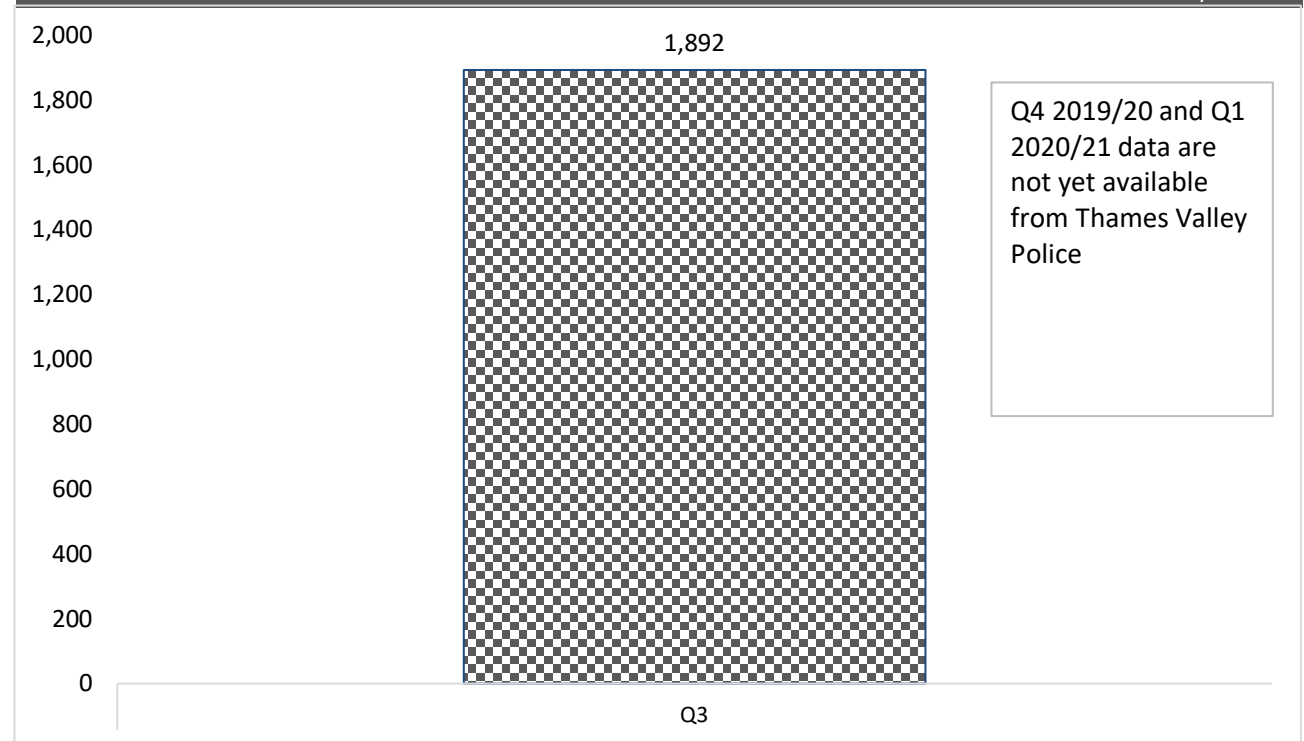 2,000
1,892
1,800
1,600
1,400
1,200
1,000
800
600
400
200
0
Q3
Q4 2019/20 and Q1
2020/21 data are
not yet available
from Thames Valley
Police